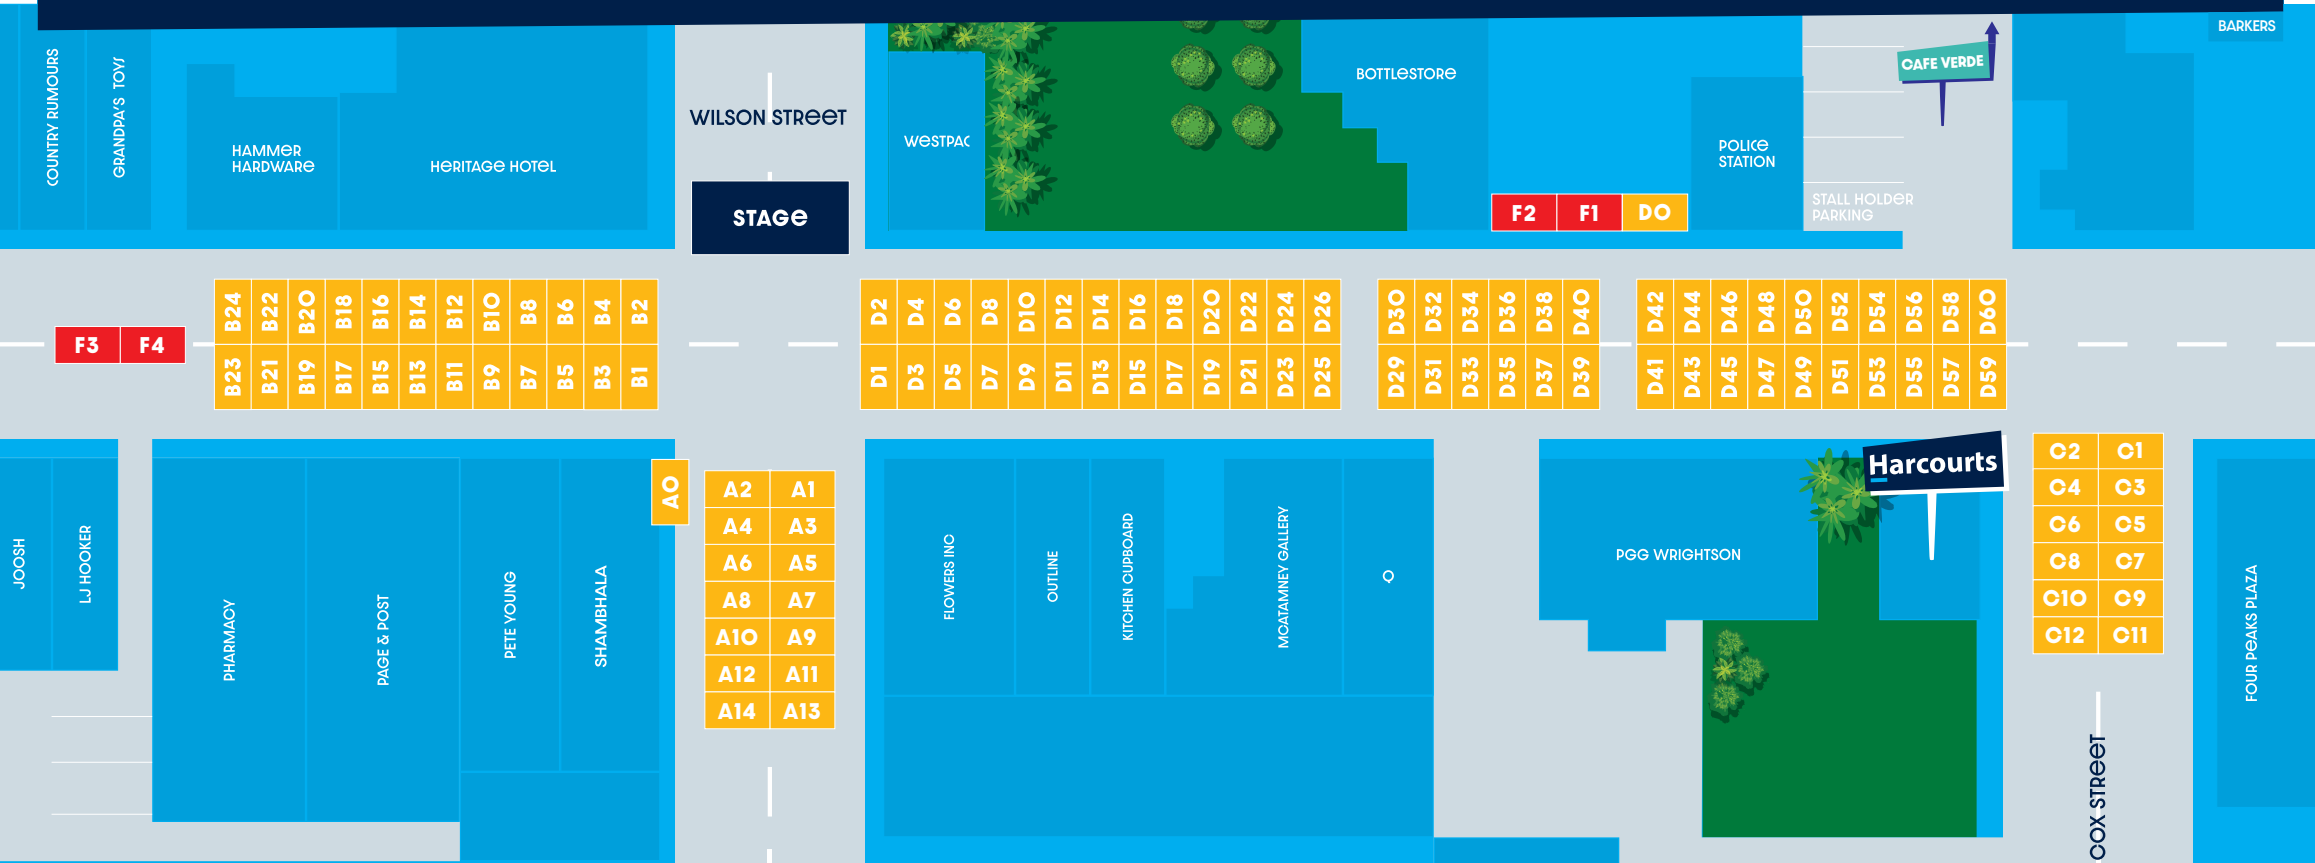 BARKERS
CAFE VERDE
COUNTRY RUMOURS
GRANDPA'S TOYS
HAMMER
HARDWARE
HERITAGE HOTEL
WILSON STREET
STAGE
WESTPAC
BOTTLESTORE
POLICE
STATION
STALL HOLDER
PARKING
F2 F1 D0
F3 F4
B24 B22 B20 B18 B16 B14 B12 B10 B8 B6 B4 B2
B23 B21 B19 B17 B15 B13 B11 B9 B7 B5 B3 B1
D2 D4 D6 D8 D10 D12 D14 D16 D18 D20 D22 D24 D26
D1 D3 D5 D7 D9 D11 D13 D15 D17 D19 D21 D23 D25
D30 D32 D34 D36 D38 D40
D29 D31 D33 D35 D37 D39
D42 D44 D46 D48 D50 D52 D54 D56 D58 D60
D41 D43 D45 D47 D49 D51 D53 D55 D57 D59
JOOSH
LJ HOOKER
PHARMACY
PAGE & POST
PETE YOUNG
SHAMBHALA
A0
A2 A1
A4 A3
A6 A5
A8 A7
A10 A9
A12 A11
A14 A13
FLOWERS INC
OUTLINE
KITCHEN CUPBOARD
MCATAMNEY GALLERY
Q
PGG WRIGHTSON
Harcourts
C2 C1
C4 C3
C6 C5
C8 C7
C10 C9
C12 C11
COX STREET
FOUR PEAKS PLAZA